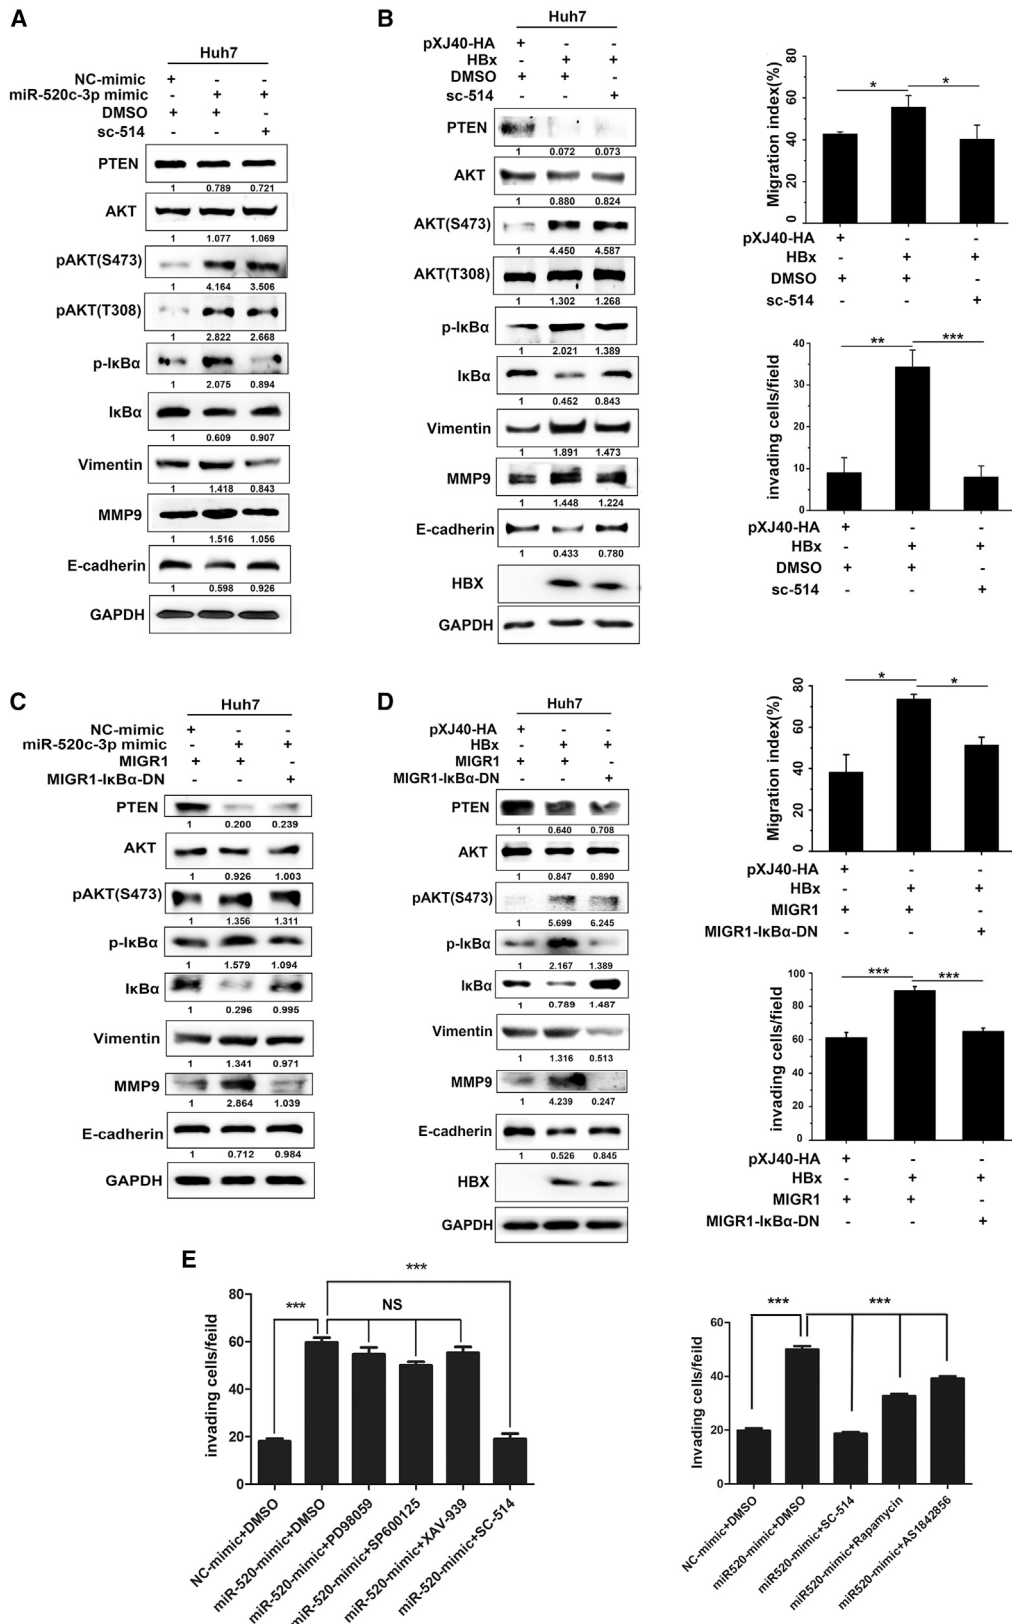 A
Huh7
NC-mimic + - -
miR-520c-3p mimic - + +
DMSO + + -
sc-514 - - +
PTEN
1 0.789 0.721
AKT
1 1.077 1.069
pAKT(S473)
1 4.164 3.506
pAKT(T308)
1 2.822 2.668
p-IκBα
1 2.075 0.894
IκBα
1 0.609 0.907
Vimentin
1 1.418 0.843
MMP9
1 1.516 1.056
E-cadherin
1 0.598 0.926
GAPDH
B
Huh7
pXJ40-HA + - -
HBx - + +
DMSO + + -
sc-514 - - +
PTEN
1 0.072 0.073
AKT
1 0.880 0.824
AKT(S473)
1 4.450 4.587
AKT(T308)
1 1.302 1.268
p-IκBα
1 2.021 1.389
IκBα
1 0.452 0.843
Vimentin
1 1.891 1.473
MMP9
1 1.448 1.224
E-cadherin
1 0.433 0.780
HBX
GAPDH
Migration index(%)
80
60
40
20
0
* *
pXJ40-HA + - -
HBx - + +
DMSO + + -
sc-514 - - +
invading cells/field
40
30
20
10
0
** ***
pXJ40-HA + - -
HBx - + +
DMSO + + -
sc-514 - - +
C
Huh7
NC-mimic + - -
miR-520c-3p mimic - + +
MIGR1 + + -
MIGR1-IκBα-DN - - +
PTEN
1 0.200 0.239
AKT
1 0.926 1.003
pAKT(S473)
1 1.356 1.311
p-IκBα
1 1.579 1.094
IκBα
1 0.296 0.995
Vimentin
1 1.341 0.971
MMP9
1 2.864 1.039
E-cadherin
1 0.712 0.984
GAPDH
D
Huh7
pXJ40-HA + - -
HBx - + +
MIGR1 + + -
MIGR1-IκBα-DN - - +
PTEN
1 0.640 0.708
AKT
1 0.847 0.890
pAKT(S473)
1 5.699 6.245
p-IκBα
1 2.167 1.389
IκBα
1 0.789 1.487
Vimentin
1 1.316 0.513
MMP9
1 4.239 0.247
E-cadherin
1 0.526 0.845
HBX
GAPDH
Migration index(%)
80
60
40
20
0
* *
pXJ40-HA + - -
HBx - + +
MIGR1 + + -
MIGR1-IκBα-DN - - +
invading cells/field
100
80
60
40
20
0
*** ***
pXJ40-HA + - -
HBx - + +
MIGR1 + + -
MIGR1-IκBα-DN - - +
E
invading cells/feild
80
60
40
20
0
***
*** NS
NC-mimic+DMSO
miR-520-mimic+DMSO
miR-520-mimic+PD98059
miR-520-mimic+SP600125
miR-520-mimic+XAV-939
miR-520-mimic+SC-514
Invading cells/feild
60
40
20
0
*** ***
NC-mimic+DMSO
miR520-mimic+DMSO
miR520-mimic+SC-514
miR520-mimic+Rapamycin
miR520-mimic+AS1842856